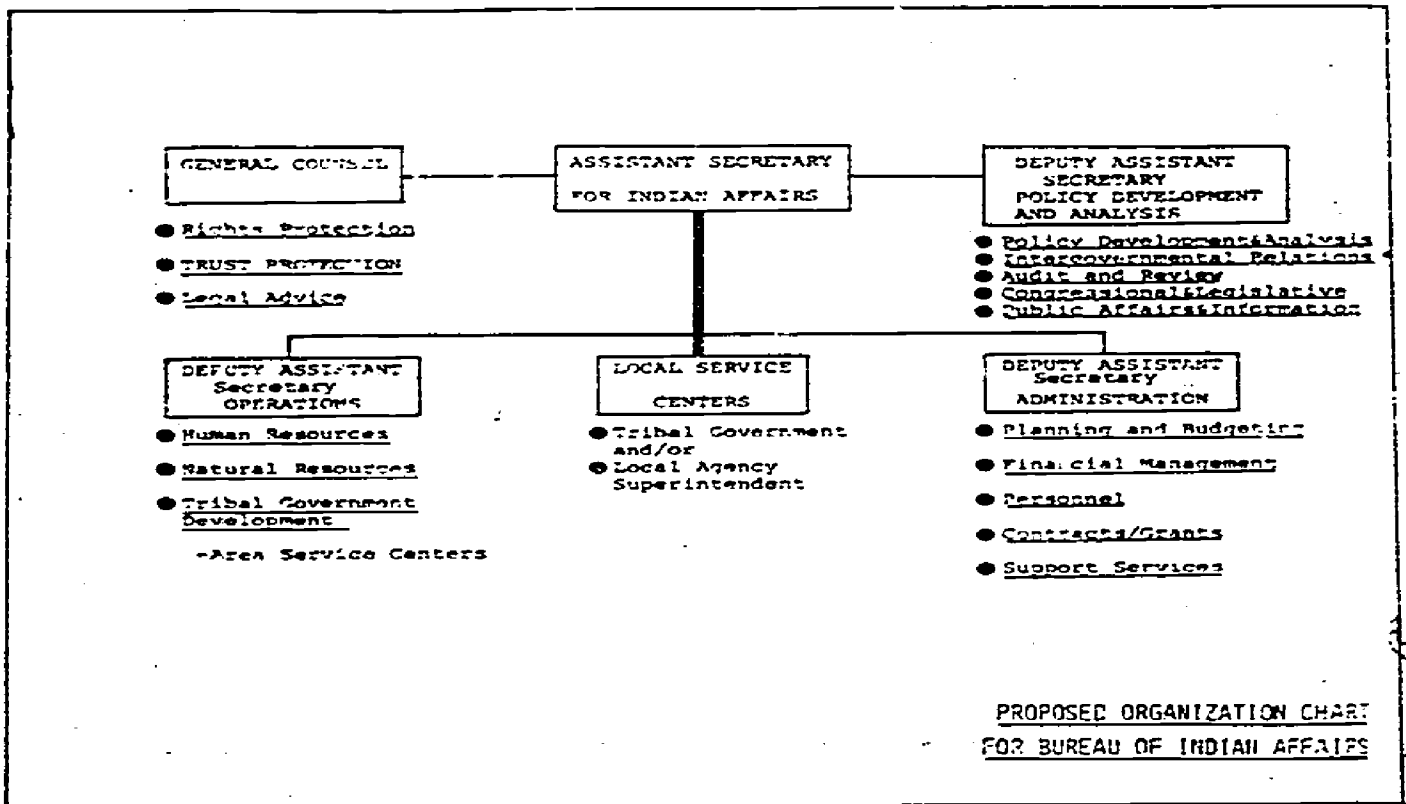 GENERAL COUNSEL
● Rights Protection
● TRUST PROTECTION
● Legal Advice
ASSISTANT SECRETARY
FOR INDIAN AFFAIRS
DEPUTY ASSISTANT
SECRETARY
POLICY DEVELOPMENT
AND ANALYSIS
● Policy Development&Analysis
● Intergovernmental Relations
● Audit and Review
● Congressional&Legislative
● Public Affairs&Information
DEPUTY ASSISTANT
Secretary
OPERATIONS
● Human Resources
● Natural Resources
● Tribal Government
Development
-Area Service Centers
LOCAL SERVICE
CENTERS
● Tribal Government
and/or
● Local Agency
Superintendent
DEPUTY ASSISTANT
Secretary
ADMINISTRATION
● Planning and Budgeting
● Financial Management
● Personnel
● Contracts/Grants
● Support Services
PROPOSED ORGANIZATION CHART
FOR BUREAU OF INDIAN AFFAIRS